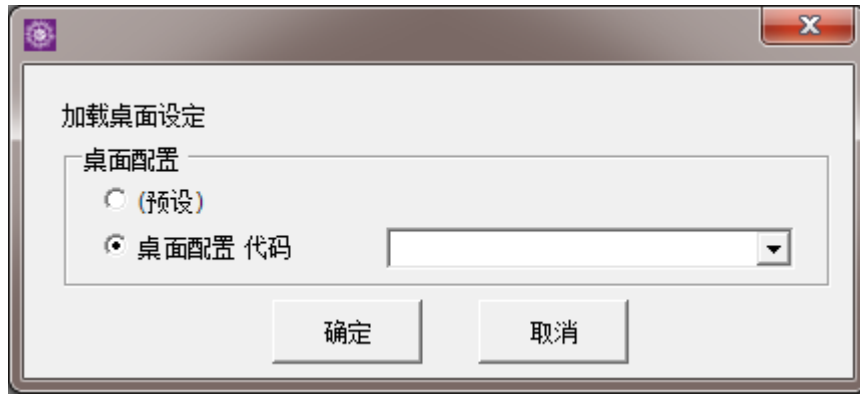 加载桌面设定
桌面配置
(预设)
桌面配置 代码
确定
取消